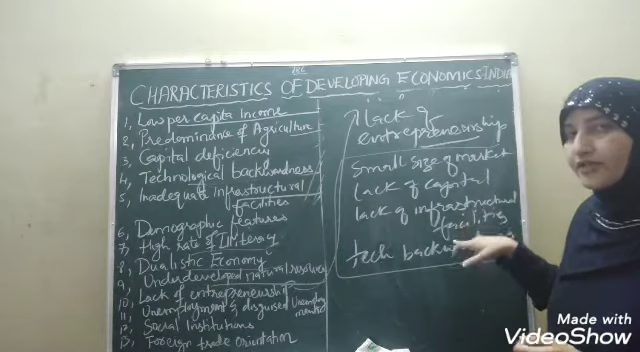 CHARACTERISTICS OF DEVELOPING ECONOMICS INDIA
1, Low per capita Income
2, Predominance of Agriculture
3, Capital deficiency
4, Technological backwardness
5, Inadequate Infrastructural
facilities
6, Demographic features
7, High rate of
8, Dualistic Economy
9, Underdeveloped natural resources
10, Lack of entrepreneurship
11, Unemployment & disguised Unemploy
ment
12, Social Institutions
13, Foreign trade orientation
lack of
entrepreneurship
Small size of market
lack of capital
lack of infrastructural
facilities
tech
Made with
VideoShow